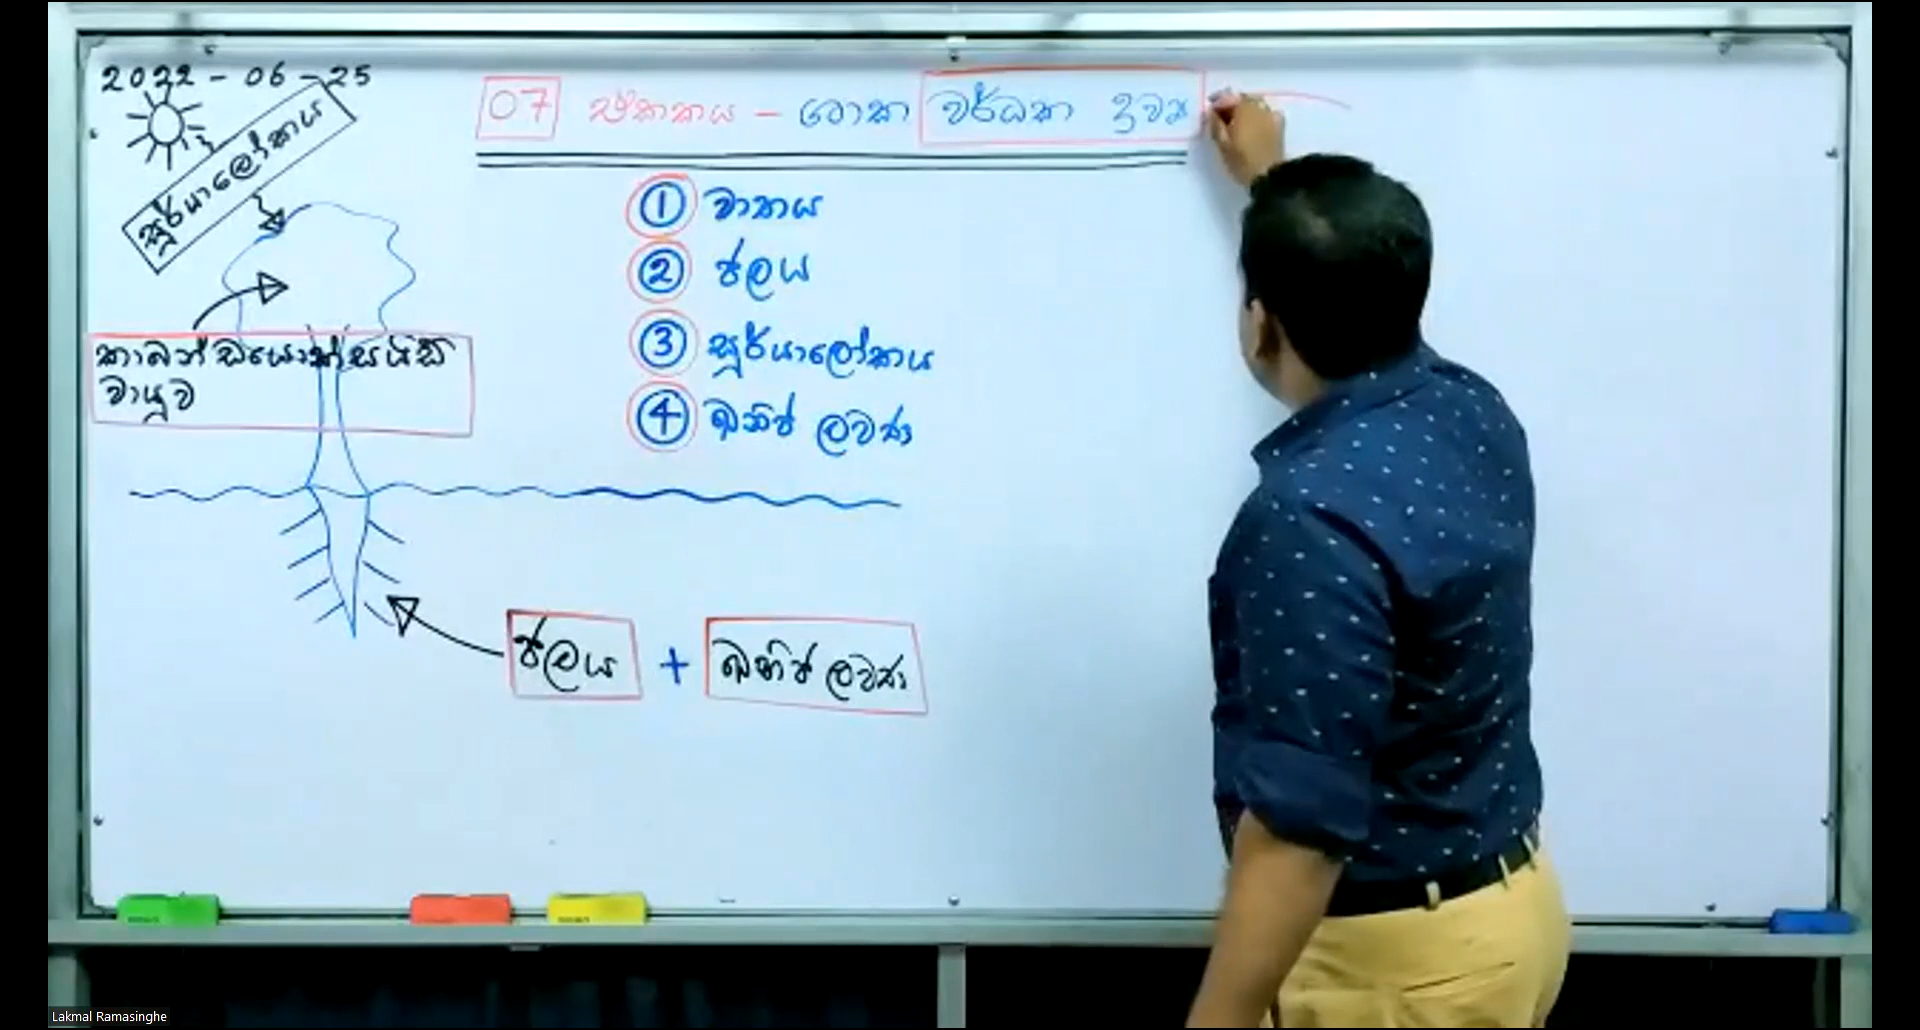 2022 - 06 - 25
07 ඒකකය - ශාක වර්ධක ද්‍රව්‍ය
සූර්යාලෝකය
1 වාතය
2 ජලය
3 සූර්යාලෝකය
4 ඛනිජ ලවණ
කාබන් ඩයොක්සයිඩ්
වායුව
ජලය + ඛනිජ ලවණ
Lakmal Ramasinghe